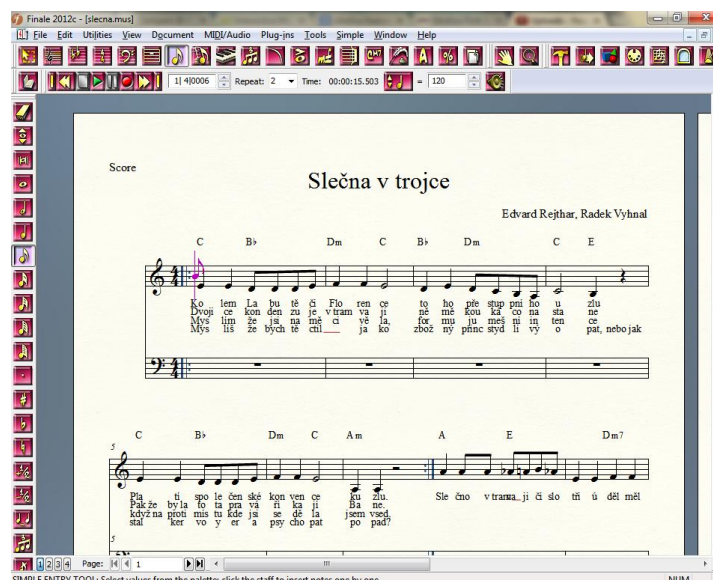 Finale 2012c - [slecna.mus]
File Edit Utilities View Document MIDI/Audio Plug-ins Tools Simple Window Help
1| 4|0006 Repeat: 2 Time: 00:00:15.503 = 120
Score
Slečna v trojce
Edvard Rejthar, Radek Vyhnal
C B♭ Dm C B♭ Dm C E
Ko lem La bu tě či Flo ren ce to ho pře stup pní ho u zlu
Dvoji ce kon den zu je v tram va ji ně mě kou ká co na sta ne
Mys lím že jsi na mě ci vě la, for mu ju meš ní in ten ce
Mys líš že bych tě ctil ja ko zbož ný princ styd li vý o pat, nebo jak
C B♭ Dm C Am A E Dm7
5
Pla tí spo le čen ské kon ven ce ku zlu. Sle čno v tramva ji či slo tři ú děl měl
Pak že by la fo ta pra vá ří ka jí Ba ne.
když na proti mis tu kde jsi se dě la jsem vsed,
stal ker vo y er a psy cho pat po pad?
5
1 2 3 4 Page: 1
SIMPLE ENTRY TOOL: Select values from the palette; click the staff to insert notes one by one. NUM